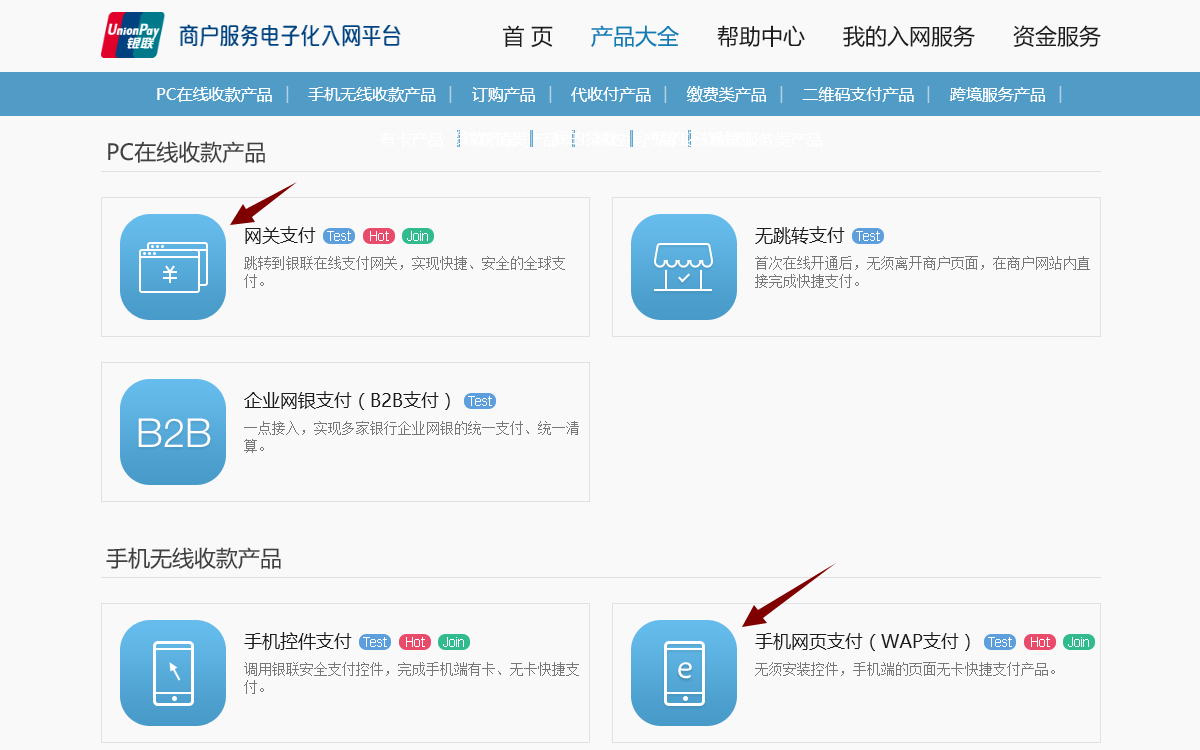 UnionPay
银联
商户服务电子化入网平台
首 页 产品大全 帮助中心 我的入网服务 资金服务
PC在线收款产品 | 手机无线收款产品 | 订购产品 | 代收付产品 | 缴费类产品 | 二维码支付产品 | 跨境服务产品 |
有卡产品
PC在线收款产品
网关支付 Test Hot Join
跳转到银联在线支付网关，实现快捷、安全的全球支
付。
无跳转支付 Test
首次在线开通后，无须离开商户页面，在商户网站内直
接完成快捷支付。
B2B
企业网银支付（B2B支付） Test
一点接入，实现多家银行企业网银的统一支付、统一清
算。
手机无线收款产品
手机控件支付 Test Hot Join
调用银联安全支付控件，完成手机端有卡、无卡快捷支
付。
e
手机网页支付（WAP支付） Test Hot Join
无须安装控件，手机端的页面无卡快捷支付产品。